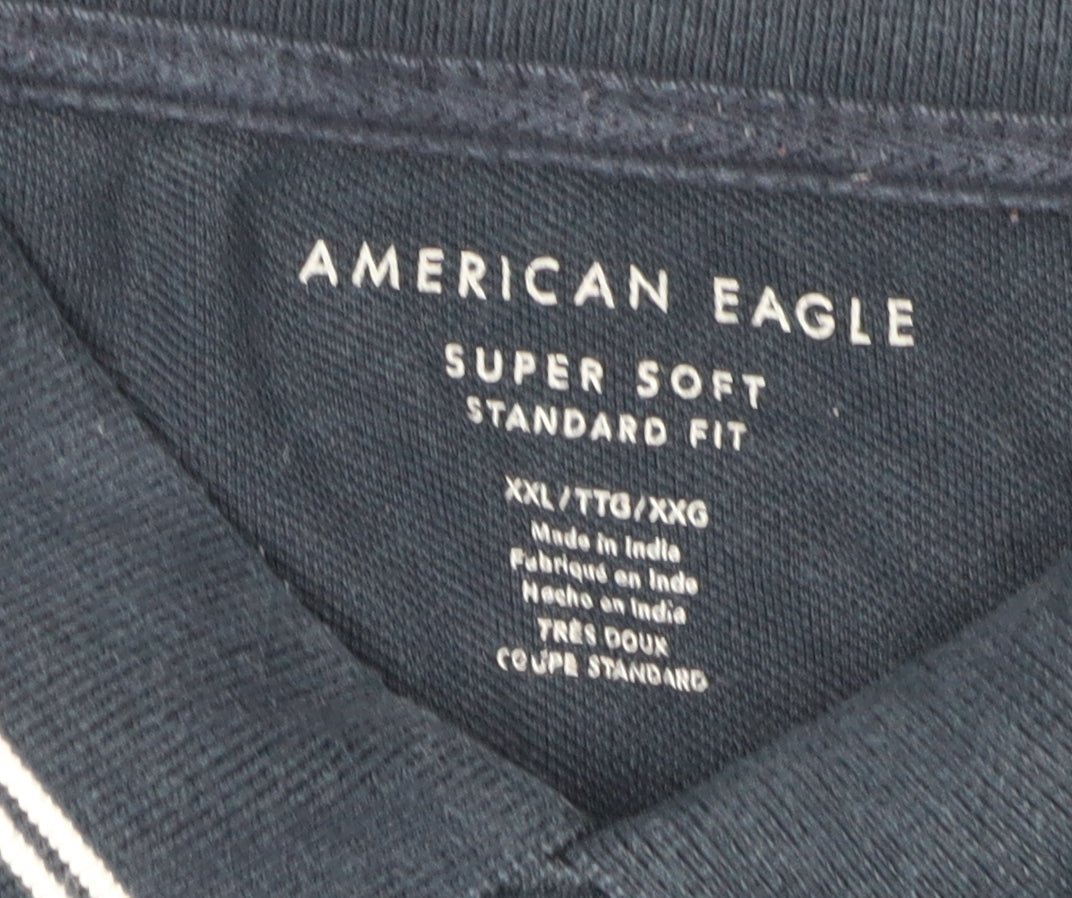 AMERICAN EAGLE
SUPER SOFT
STANDARD FIT
XXL/TTG/XXG
Made in India
Fabriqué en Inde
Hecho en India
TRÈS DOUX
COUPE STANDARD